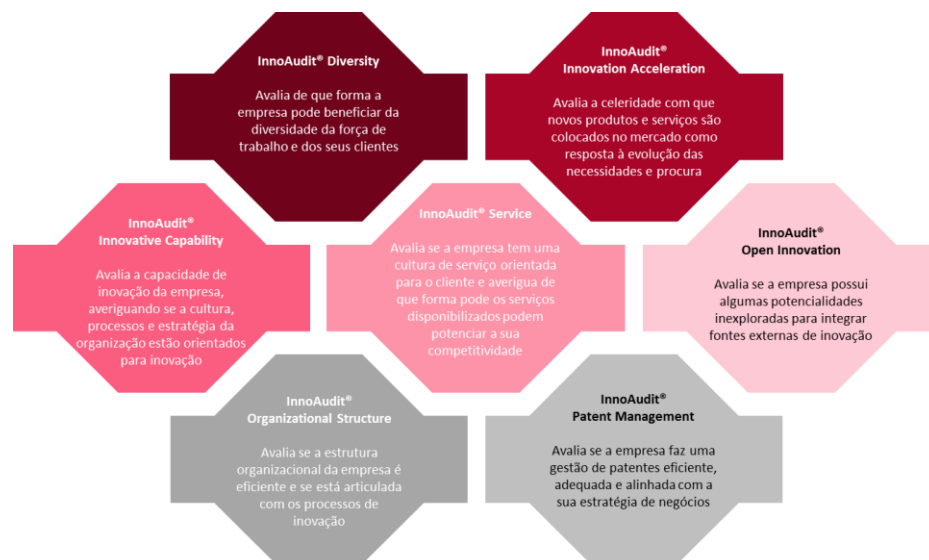 InnoAudit® Diversity
Avalia de que forma a
empresa pode beneficiar da
diversidade da força de
trabalho e dos seus clientes
InnoAudit®
Innovation Acceleration
Avalia a celeridade com que
novos produtos e serviços são
colocados no mercado como
resposta à evolução das
necessidades e procura
InnoAudit®
Innovative Capability
Avalia a capacidade de
inovação da empresa,
averiguando se a cultura,
processos e estratégia da
organização estão orientados
para inovação
InnoAudit® Service
Avalia se a empresa tem uma
cultura de serviço orientada
para o cliente e averigua de
que forma pode os serviços
disponibilizados podem
potenciar a sua
competitividade
InnoAudit®
Open Innovation
Avalia se a empresa possui
algumas potencialidades
inexploradas para integrar
fontes externas de inovação
InnoAudit®
Organizational Structure
Avalia se a estrutura
organizacional da empresa é
eficiente e se está articulada
com os processos de
inovação
InnoAudit®
Patent Management
Avalia se a empresa faz uma
gestão de patentes eficiente,
adequada e alinhada com a
sua estratégia de negócios